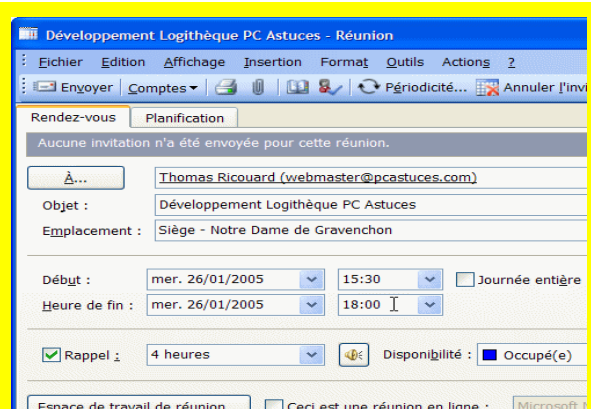 Développement Logithèque PC Astuces - Réunion
Fichier Edition Affichage Insertion Format Outils Actions ?
Envoyer Comptes Périodicité... Annuler l'invi
Rendez-vous Planification
Aucune invitation n'a été envoyée pour cette réunion.
À... Thomas Ricouard (webmaster@pcastuces.com)
Objet : Développement Logithèque PC Astuces
Emplacement : Siège - Notre Dame de Gravenchon
Début : mer. 26/01/2005 15:30 Journée entière
Heure de fin : mer. 26/01/2005 18:00
Rappel : 4 heures Disponibilité : Occupé(e)
Espace de travail de réunion... Ceci est une réunion en ligne : Microsoft N